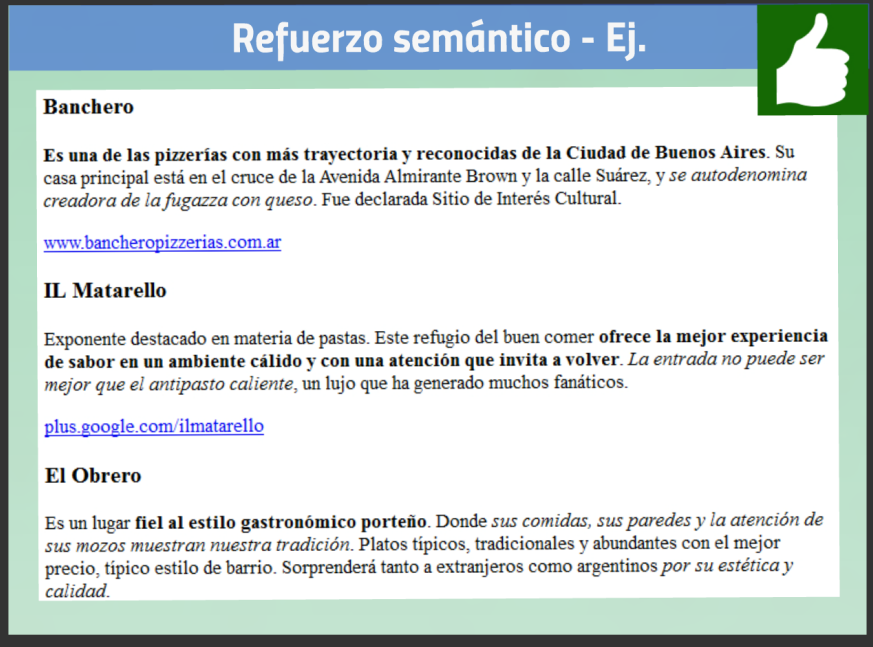 Refuerzo semántico - Ej.
Banchero
Es una de las pizzerías con más trayectoria y reconocidas de la Ciudad de Buenos Aires. Su
casa principal está en el cruce de la Avenida Almirante Brown y la calle Suárez, y se autodenomina
creadora de la fugazza con queso. Fue declarada Sitio de Interés Cultural.
www.bancheropizzerias.com.ar
IL Matarello
Exponente destacado en materia de pastas. Este refugio del buen comer ofrece la mejor experiencia
de sabor en un ambiente cálido y con una atención que invita a volver. La entrada no puede ser
mejor que el antipasto caliente, un lujo que ha generado muchos fanáticos.
plus.google.com/ilmatarello
El Obrero
Es un lugar fiel al estilo gastronómico porteño. Donde sus comidas, sus paredes y la atención de
sus mozos muestran nuestra tradición. Platos típicos, tradicionales y abundantes con el mejor
precio, típico estilo de barrio. Sorprenderá tanto a extranjeros como argentinos por su estética y
calidad.